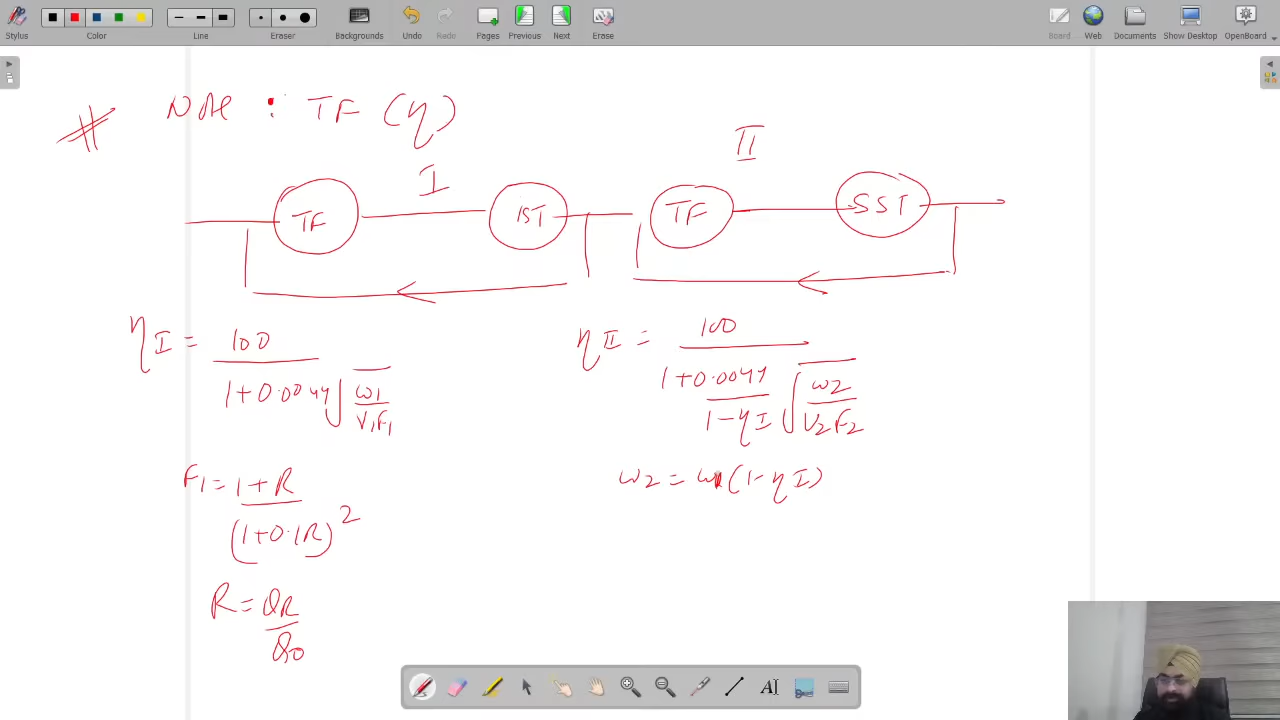 Stylus Color Line Eraser Backgrounds Undo Redo Pages Previous Next Erase Board Web Documents Show Desktop OpenBoard
# Note : TF (η)
I II
TF IST TF SST
ηI = 100 / (1+0.0044 √(w1/V1F1))
ηII = 100 / (1+0.0044/(1-ηI) √(w2/V2F2))
F1 = 1+R / (1+0.1R)^2
w2 = w1 (1-ηI)
R = QR/Q0